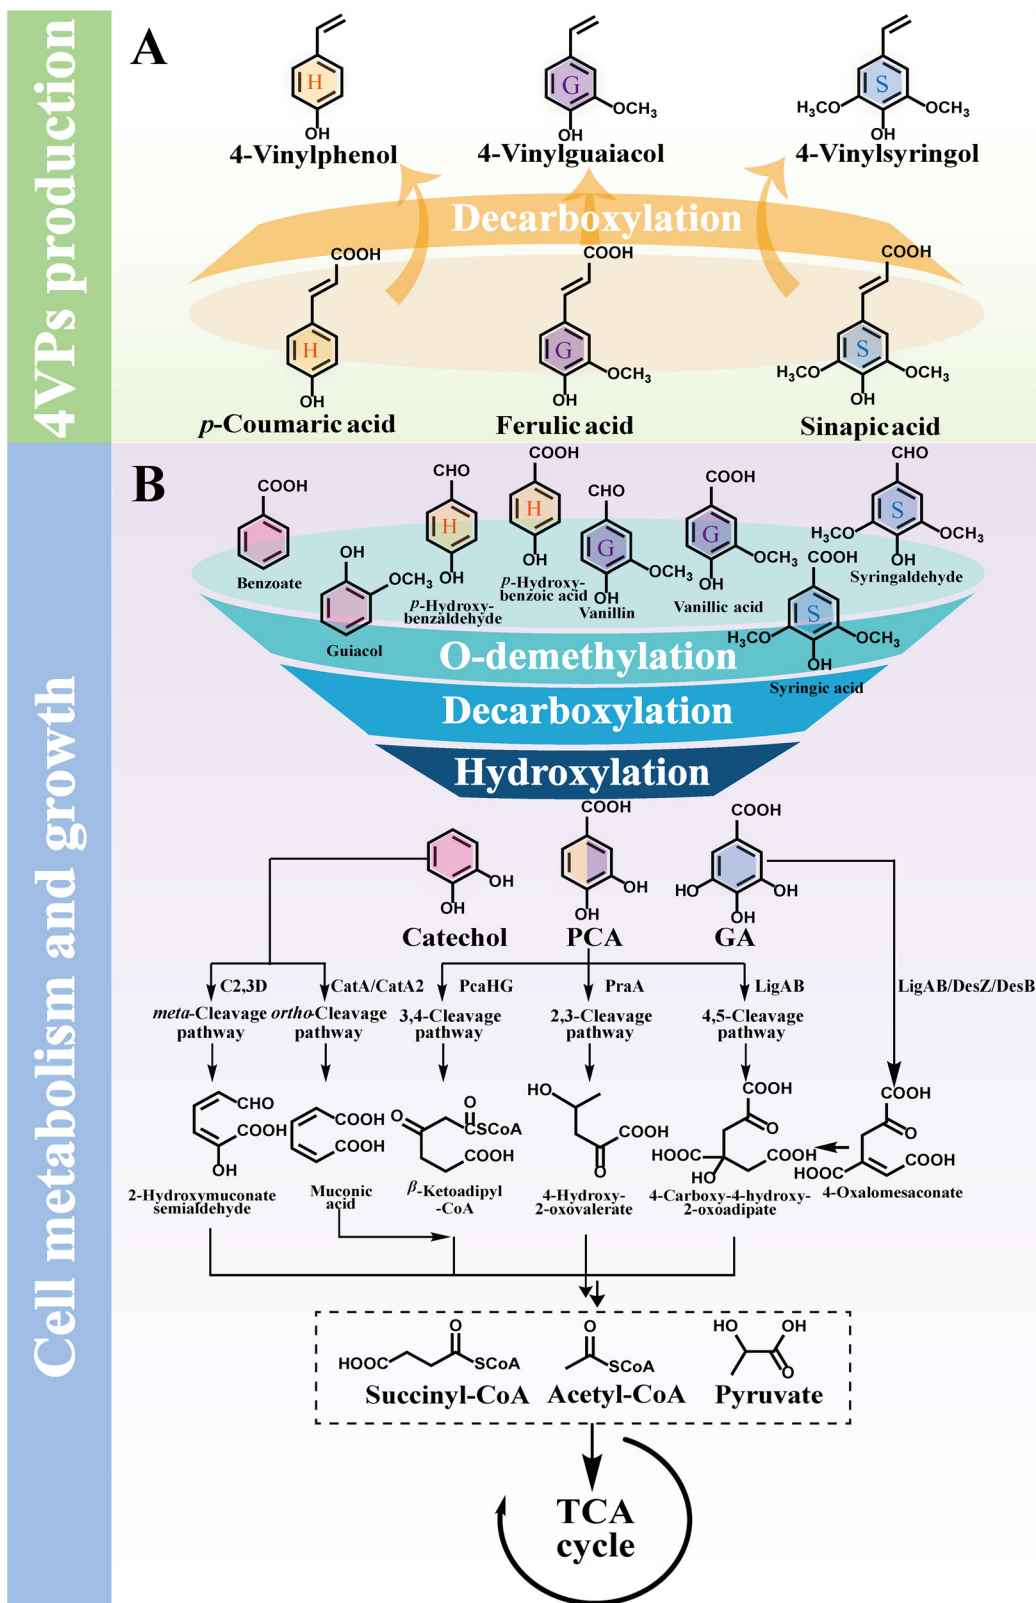 4VPs production
A
H
OH
4-Vinylphenol
G
OCH3
OH
4-Vinylguaiacol
S
H3CO
OCH3
OH
4-Vinylsyringol
Decarboxylation
COOH
H
OH
p-Coumaric acid
COOH
G
OCH3
OH
Ferulic acid
COOH
S
H3CO
OCH3
OH
Sinapic acid
Cell metabolism and growth
B
COOH
Benzoate
OH
OCH3
Guiacol
CHO
H
OH
p-Hydroxy-
benzaldehyde
COOH
H
OH
p-Hydroxy-
benzoic acid
CHO
G
OCH3
OH
Vanillin
COOH
G
OCH3
OH
Vanillic acid
CHO
S
H3CO
OCH3
OH
Syringaldehyde
COOH
S
H3CO
OCH3
OH
Syringic acid
O-demethylation
Decarboxylation
Hydroxylation
OH
OH
Catechol
COOH
OH
OH
PCA
COOH
HO
OH
OH
GA
C2,3D
CatA/CatA2
PcaHG
PraA
LigAB
LigAB/DesZ/DesB
meta-Cleavage
pathway
ortho-Cleavage
pathway
3,4-Cleavage
pathway
2,3-Cleavage
pathway
4,5-Cleavage
pathway
CHO
COOH
OH
2-Hydroxymuconate
semialdehyde
COOH
COOH
Muconic
acid
O
O
SCoA
COOH
β-Ketoadipyl
-CoA
HO
COOH
O
4-Hydroxy-
2-oxovalerate
COOH
O
HOOC
COOH
HO
4-Carboxy-4-hydroxy-
2-oxoadipate
COOH
O
HOOC
COOH
4-Oxalomesaconate
O
HOOC
SCoA
Succinyl-CoA
O
SCoA
Acetyl-CoA
HO
OH
O
Pyruvate
TCA
cycle